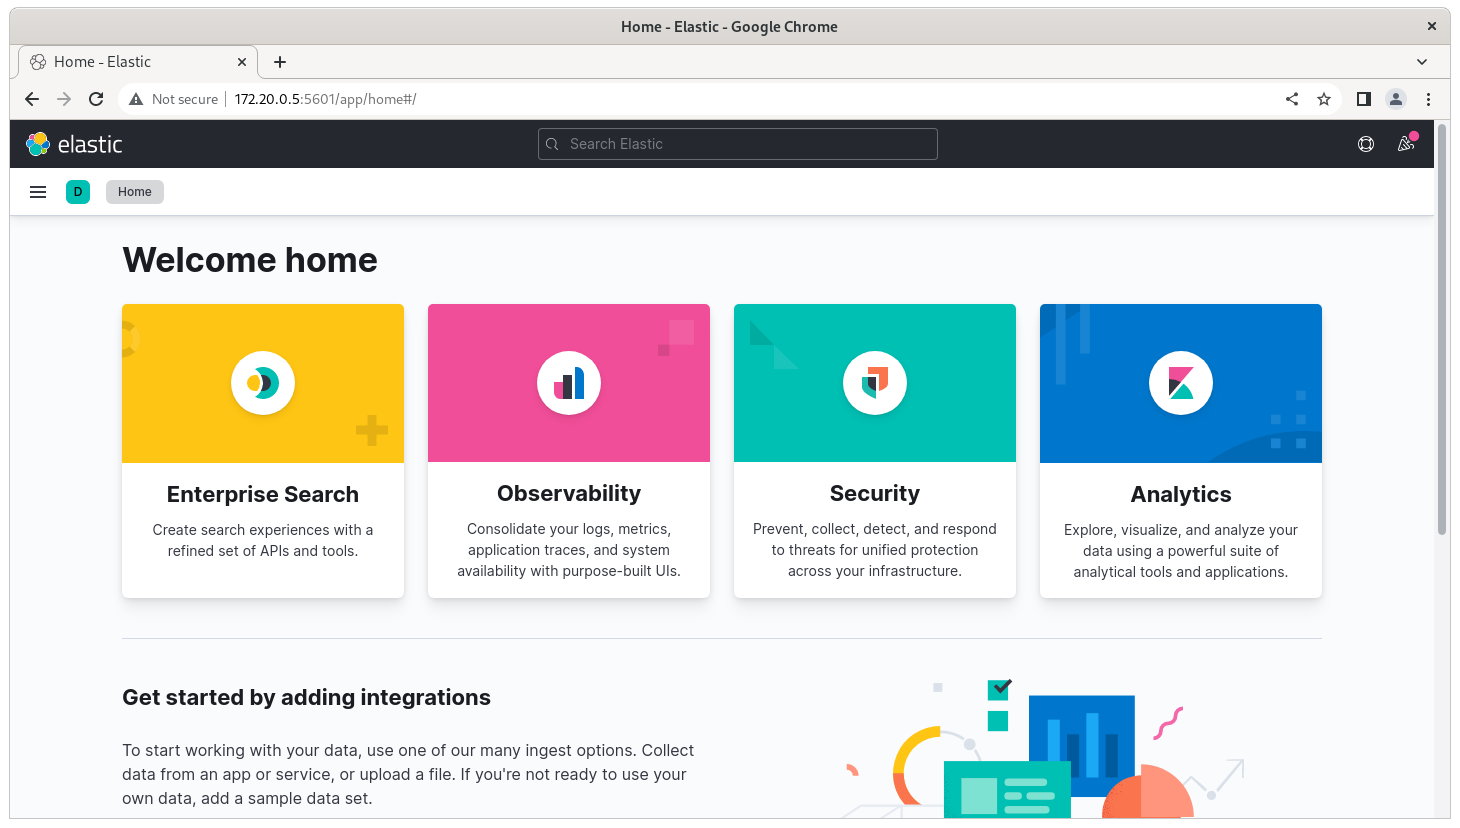 Home - Elastic - Google Chrome
Home - Elastic
Not secure 172.20.0.5:5601/app/home#/
elastic
Search Elastic
D
Home
Welcome home
Enterprise Search
Create search experiences with a
refined set of APIs and tools.
Observability
Consolidate your logs, metrics,
application traces, and system
availability with purpose-built UIs.
Security
Prevent, collect, detect, and respond
to threats for unified protection
across your infrastructure.
Analytics
Explore, visualize, and analyze your
data using a powerful suite of
analytical tools and applications.
Get started by adding integrations
To start working with your data, use one of our many ingest options. Collect
data from an app or service, or upload a file. If you're not ready to use your
own data, add a sample data set.